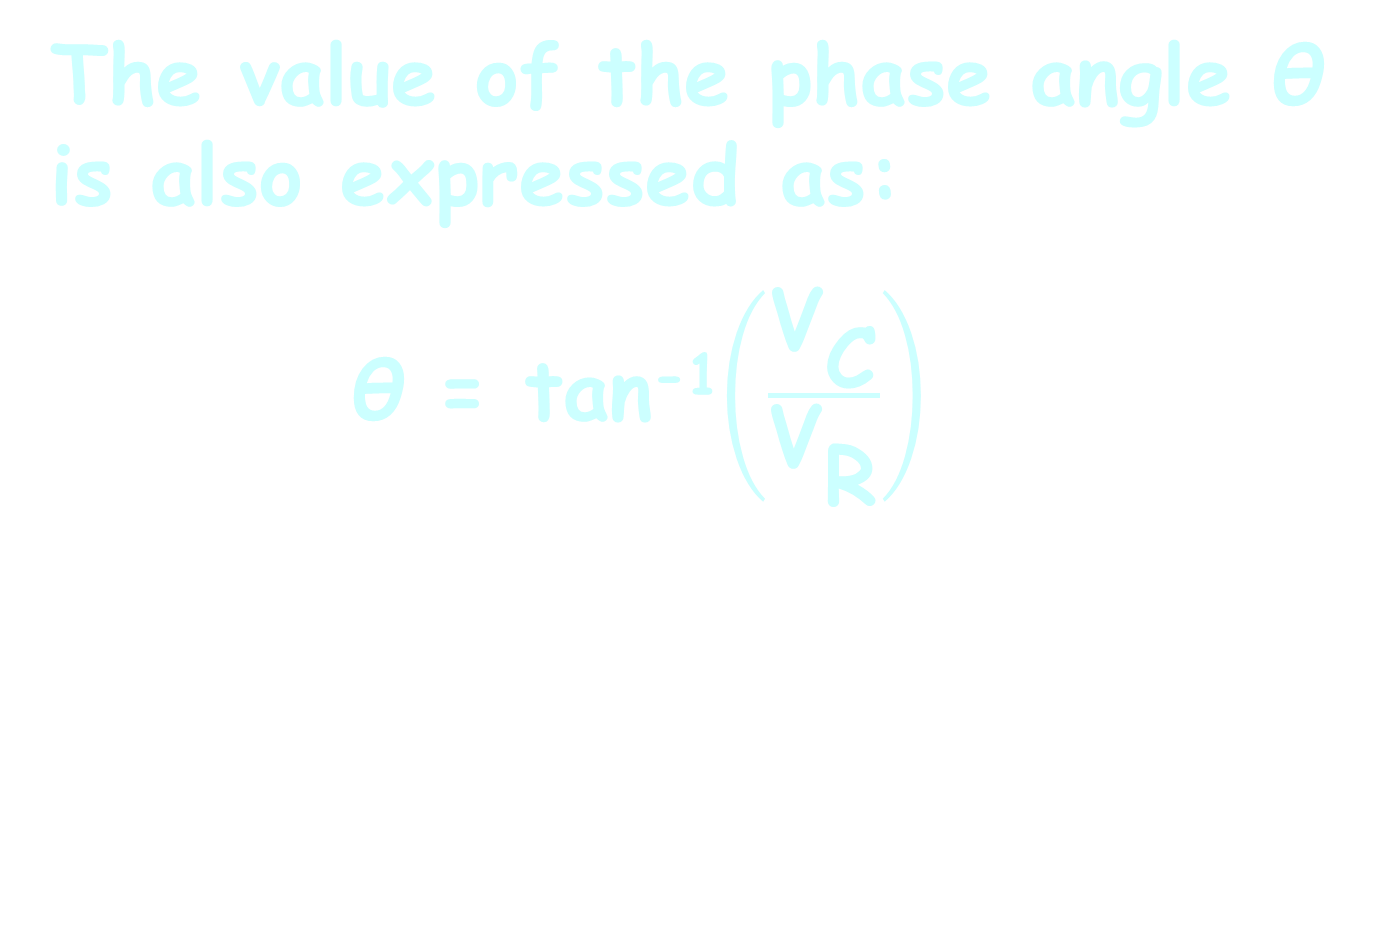 The value of the phase angle θ
is also expressed as:
θ = tan⁻¹(V_C / V_R)